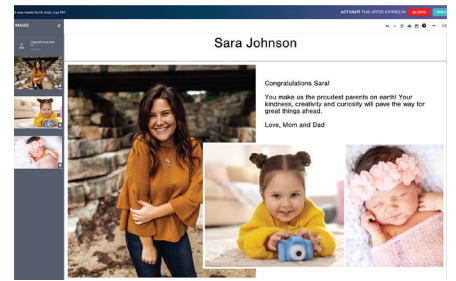 ACT FAST! THIS OFFER EXPIRES IN
IMAGES
Sara Johnson
Congratulations Sara!
You make us the proudest parents on earth! Your
kindness, creativity and curiosity will pave the way for
great things ahead.
Love, Mom and Dad